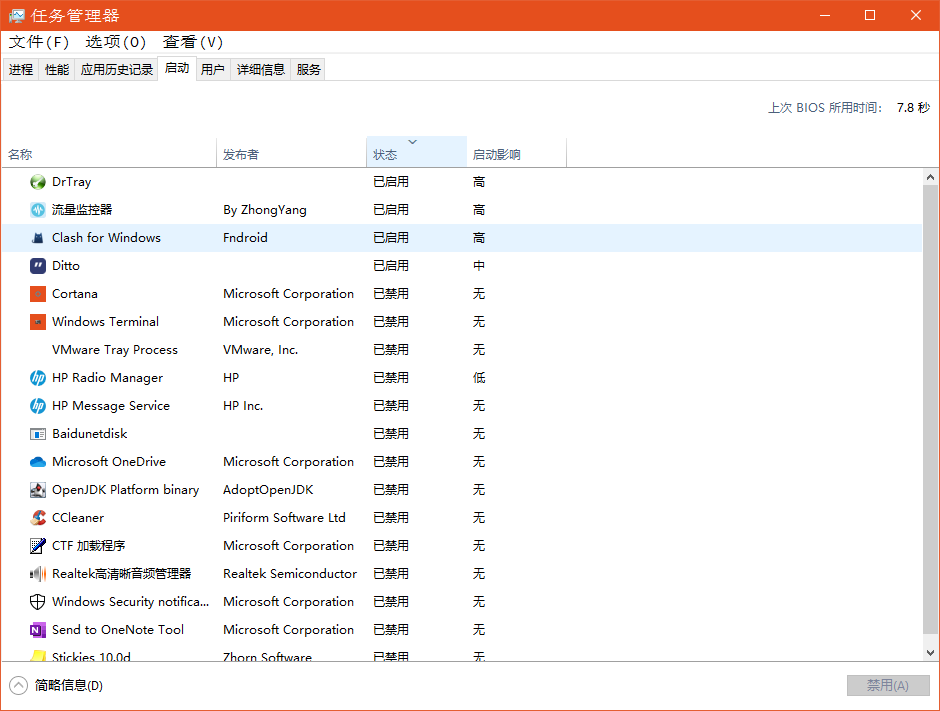 任务管理器
文件(F) 选项(O) 查看(V)
进程 性能 应用历史记录 启动 用户 详细信息 服务
上次 BIOS 所用时间: 7.8 秒
名称 发布者 状态 启动影响
DrTray 已启用 高
流量监控器 By ZhongYang 已启用 高
Clash for Windows Fndroid 已启用 高
Ditto 已启用 中
Cortana Microsoft Corporation 已禁用 无
Windows Terminal Microsoft Corporation 已禁用 无
VMware Tray Process VMware, Inc. 已禁用 无
HP Radio Manager HP 已禁用 低
HP Message Service HP Inc. 已禁用 无
Baidunetdisk 已禁用 无
Microsoft OneDrive Microsoft Corporation 已禁用 无
OpenJDK Platform binary AdoptOpenJDK 已禁用 无
CCleaner Piriform Software Ltd 已禁用 无
CTF 加载程序 Microsoft Corporation 已禁用 无
Realtek高清晰音频管理器 Realtek Semiconductor 已禁用 无
Windows Security notifica... Microsoft Corporation 已禁用 无
Send to OneNote Tool Microsoft Corporation 已禁用 无
Stickies 10.0d Zhorn Software 已禁用 无
简略信息(D) 禁用(A)